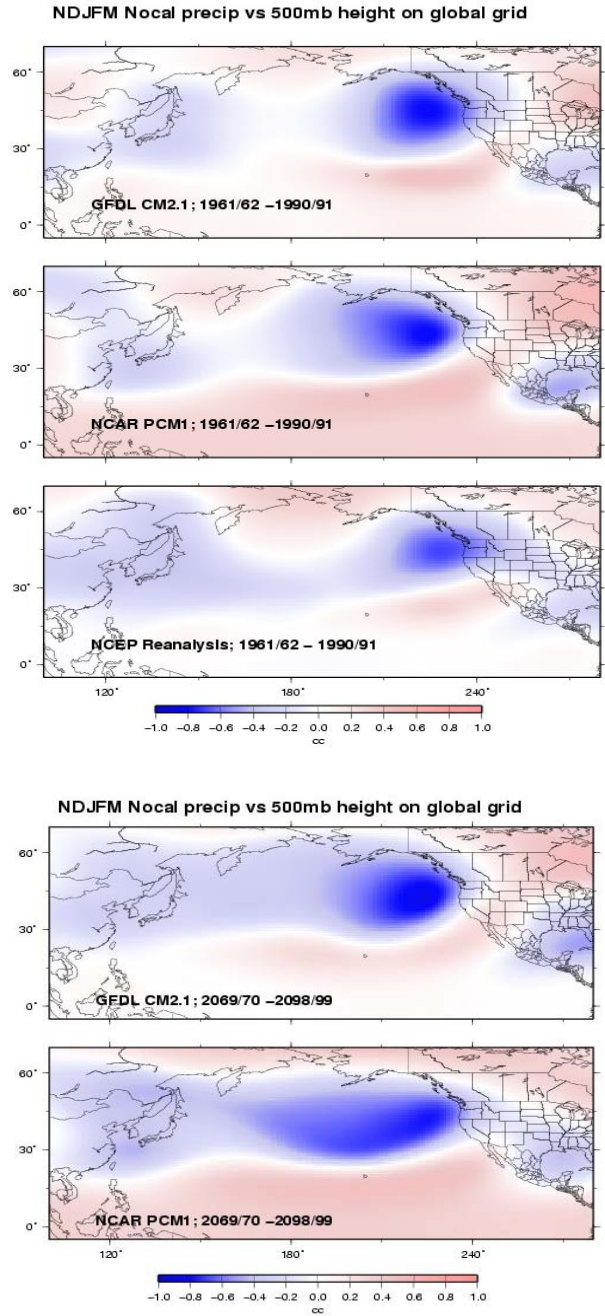 NDJFM Nocal precip vs 500mb height on global grid
60°
30°
0°
GFDL CM2.1; 1961/62 −1990/91
60°
30°
0°
NCAR PCM1; 1961/62 −1990/91
60°
30°
0°
NCEP Reanalysis; 1961/62 − 1990/91
120° 180° 240°
−1.0 −0.8 −0.6 −0.4 −0.2 0.0 0.2 0.4 0.6 0.8 1.0
cc
NDJFM Nocal precip vs 500mb height on global grid
60°
30°
0°
GFDL CM2.1; 2069/70 −2098/99
60°
30°
0°
NCAR PCM1; 2069/70 −2098/99
120° 180° 240°
−1.0 −0.8 −0.6 −0.4 −0.2 0.0 0.2 0.4 0.6 0.8 1.0
cc